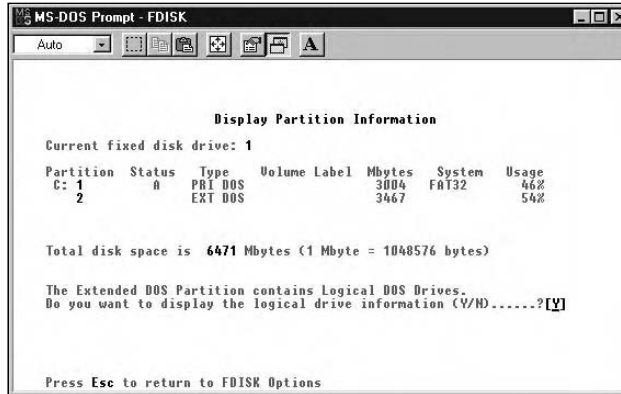 MS-DOS Prompt - FDISK
Auto
A
Display Partition Information
Current fixed disk drive: 1
Partition Status Type Volume Label Mbytes System Usage
C: 1 A PRI DOS 3004 FAT32 46%
2 EXT DOS 3467 54%
Total disk space is 6471 Mbytes (1 Mbyte = 1048576 bytes)
The Extended DOS Partition contains Logical DOS Drives.
Do you want to display the logical drive information (Y/N)......?[Y]
Press Esc to return to FDISK Options